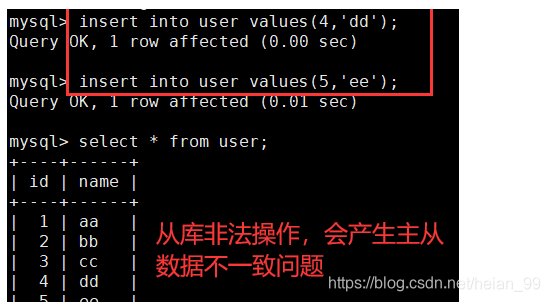 mysql> insert into user values(4,'dd');
Query OK, 1 row affected (0.00 sec)
mysql> insert into user values(5,'ee');
Query OK, 1 row affected (0.01 sec)
mysql> select * from user;
+----+------+
| id | name |
+----+------+
| 1 | aa |
| 2 | bb |
| 3 | cc |
| 4 | dd |
| 5 | ee |
从库非法操作，会产生主从
数据不一致问题
https://blog.csdn.net/heian_99